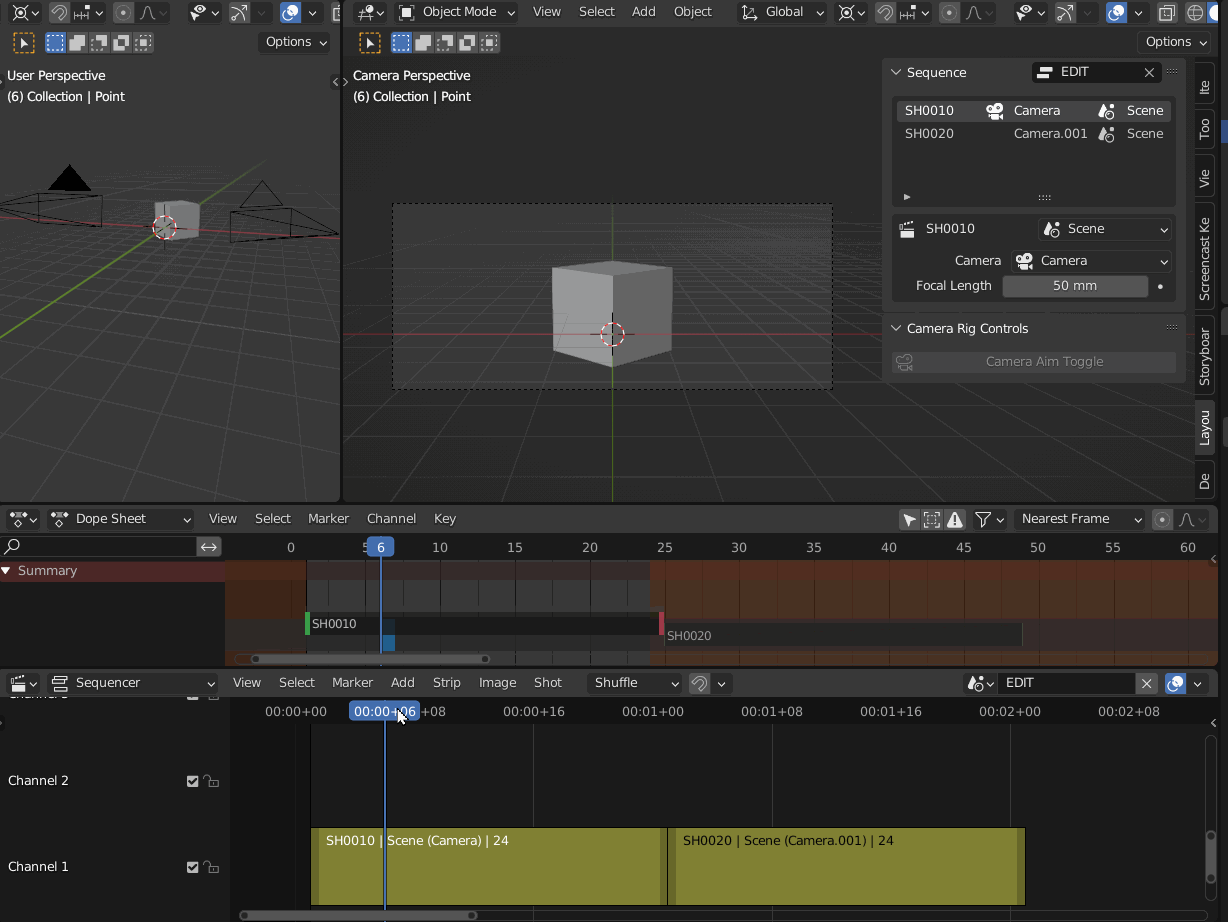 Object Mode View Select Add Object Global
Options
Options
User Perspective
(6) Collection | Point
Camera Perspective
(6) Collection | Point
Sequence EDIT
SH0010 Camera Scene
SH0020 Camera.001 Scene
SH0010 Scene
Camera Camera
Focal Length 50 mm
Camera Rig Controls
Camera Aim Toggle
Ite
Too
Vie
Screencast Ke
Storyboar
Layou
De
Dope Sheet View Select Marker Channel Key Nearest Frame
0 5 6 10 15 20 25 30 35 40 45 50 55 60
Summary
SH0010
SH0020
Sequencer View Select Marker Add Strip Image Shot Shuffle EDIT
00:00+00 00:00+06 +08 00:00+16 00:01+00 00:01+08 00:01+16 00:02+00 00:02+08
Channel 2
Channel 1
SH0010 | Scene (Camera) | 24
SH0020 | Scene (Camera.001) | 24